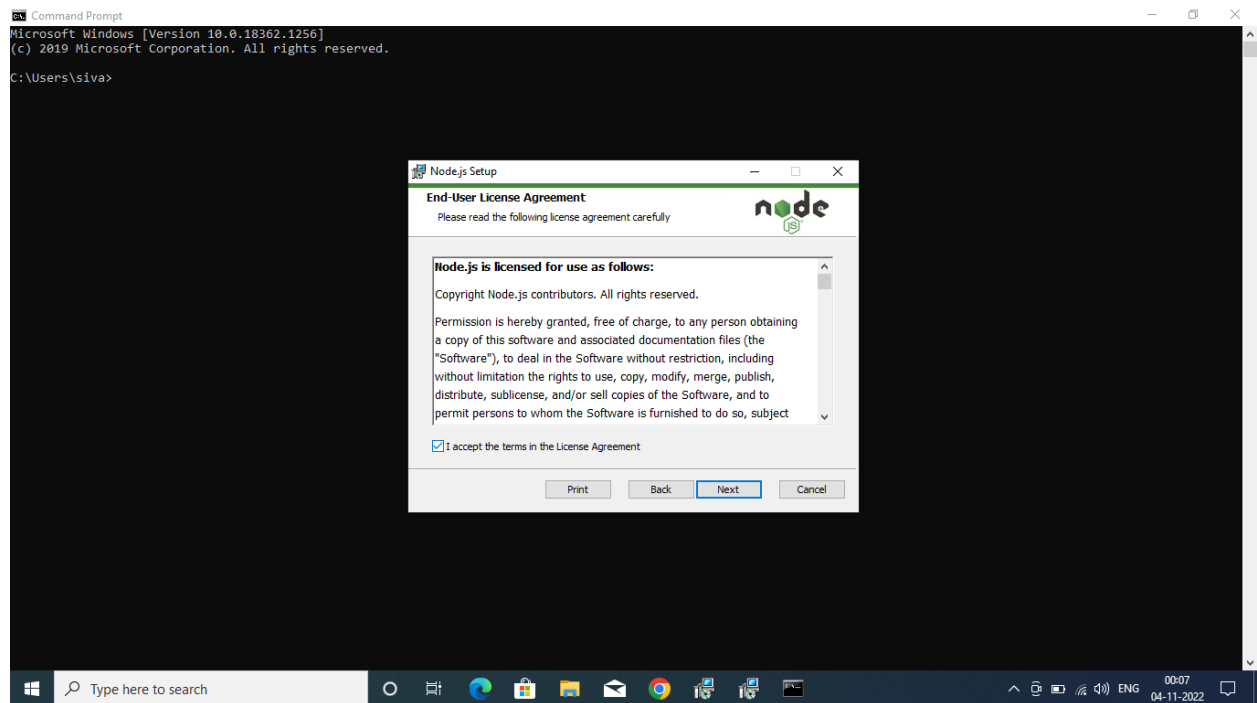 Command Prompt
Microsoft Windows [Version 10.0.18362.1256]
(c) 2019 Microsoft Corporation. All rights reserved.
C:\Users\siva>
Node.js Setup
End-User License Agreement
Please read the following license agreement carefully
node
JS
Node.js is licensed for use as follows:
Copyright Node.js contributors. All rights reserved.
Permission is hereby granted, free of charge, to any person obtaining
a copy of this software and associated documentation files (the
"Software"), to deal in the Software without restriction, including
without limitation the rights to use, copy, modify, merge, publish,
distribute, sublicense, and/or sell copies of the Software, and to
permit persons to whom the Software is furnished to do so, subject
I accept the terms in the License Agreement
Print Back Next Cancel
Type here to search
ENG
00:07
04-11-2022